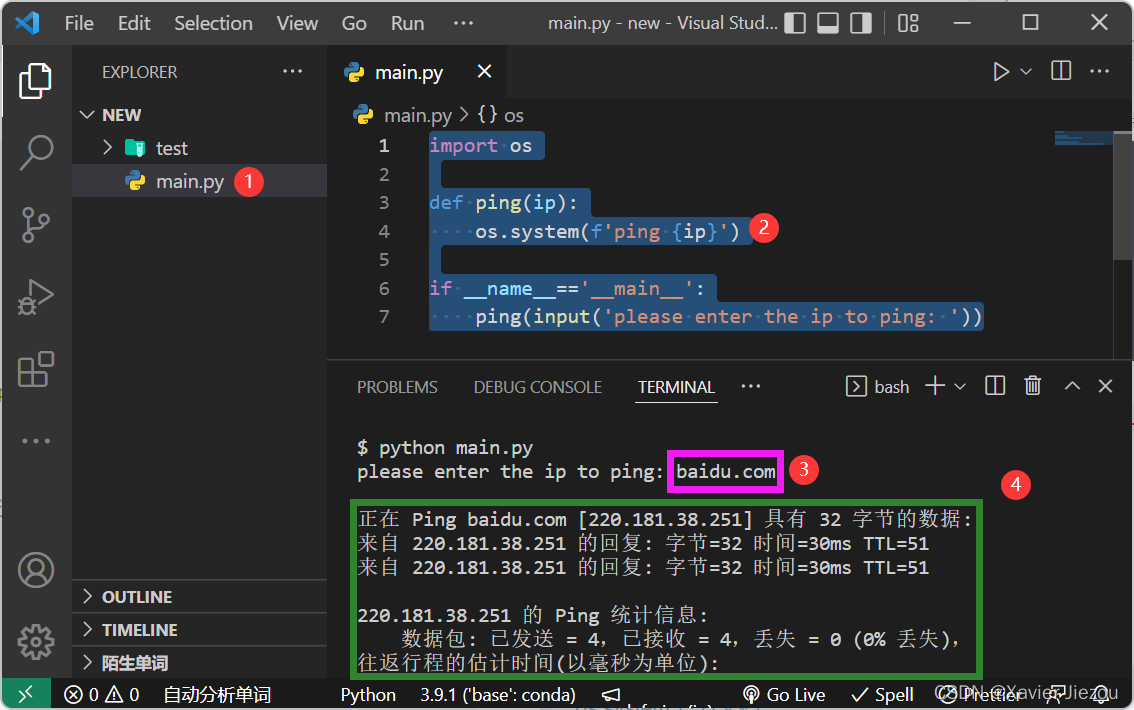 File Edit Selection View Go Run ··· main.py - new - Visual Stud...
EXPLORER ···
NEW
test
main.py 1
main.py
main.py > {} os
1 import os
2
3 def ping(ip):
4 ····os.system(f'ping·{ip}') 2
5
6 if·__name__=='__main__':
7 ····ping(input('please·enter·the·ip·to·ping:·'))
PROBLEMS DEBUG CONSOLE TERMINAL ··· bash
$ python main.py
please enter the ip to ping: baidu.com 3
4
正在 Ping baidu.com [220.181.38.251] 具有 32 字节的数据:
来自 220.181.38.251 的回复: 字节=32 时间=30ms TTL=51
来自 220.181.38.251 的回复: 字节=32 时间=30ms TTL=51
220.181.38.251 的 Ping 统计信息:
数据包: 已发送 = 4, 已接收 = 4, 丢失 = 0 (0% 丢失),
往返行程的估计时间(以毫秒为单位):
OUTLINE
TIMELINE
陌生单词
0 0 自动分析单词 Python 3.9.1 ('base': conda) Go Live Spell Prettier
CSDN @XavierJiezou